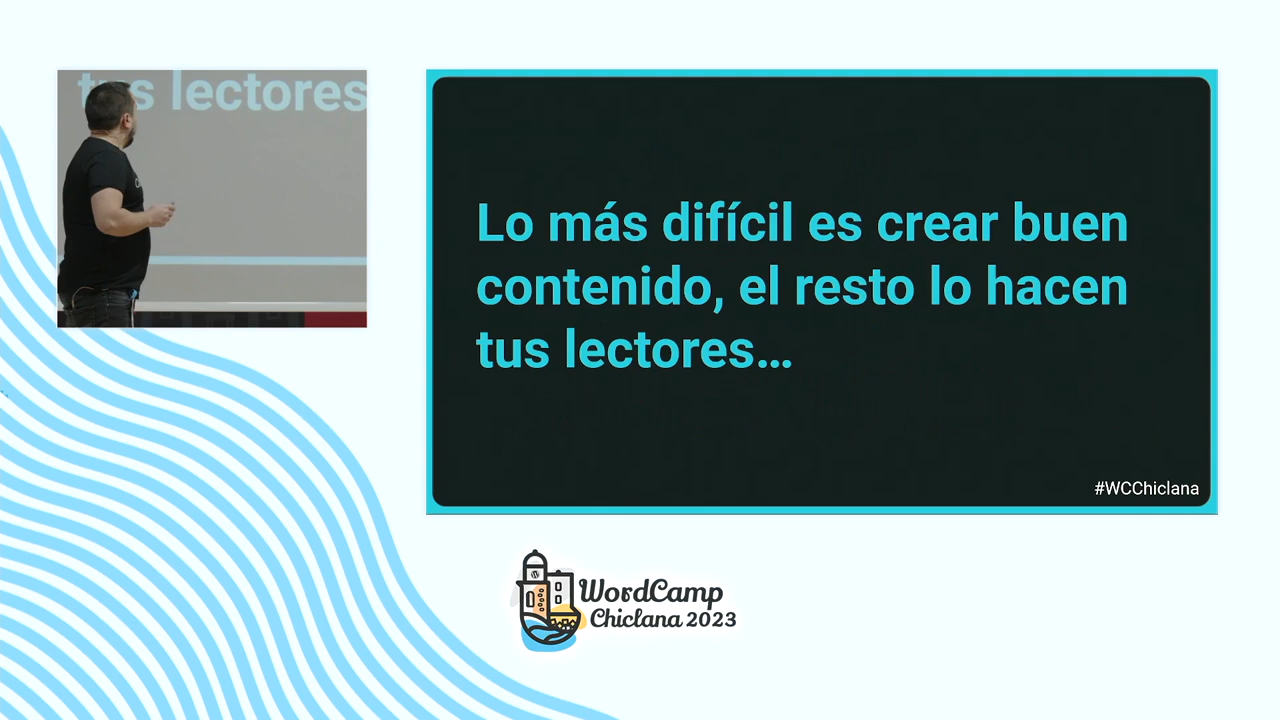 tus lectores
Lo más difícil es crear buen
contenido, el resto lo hacen
tus lectores…
#WCChiclana
WordCamp
Chiclana 2023